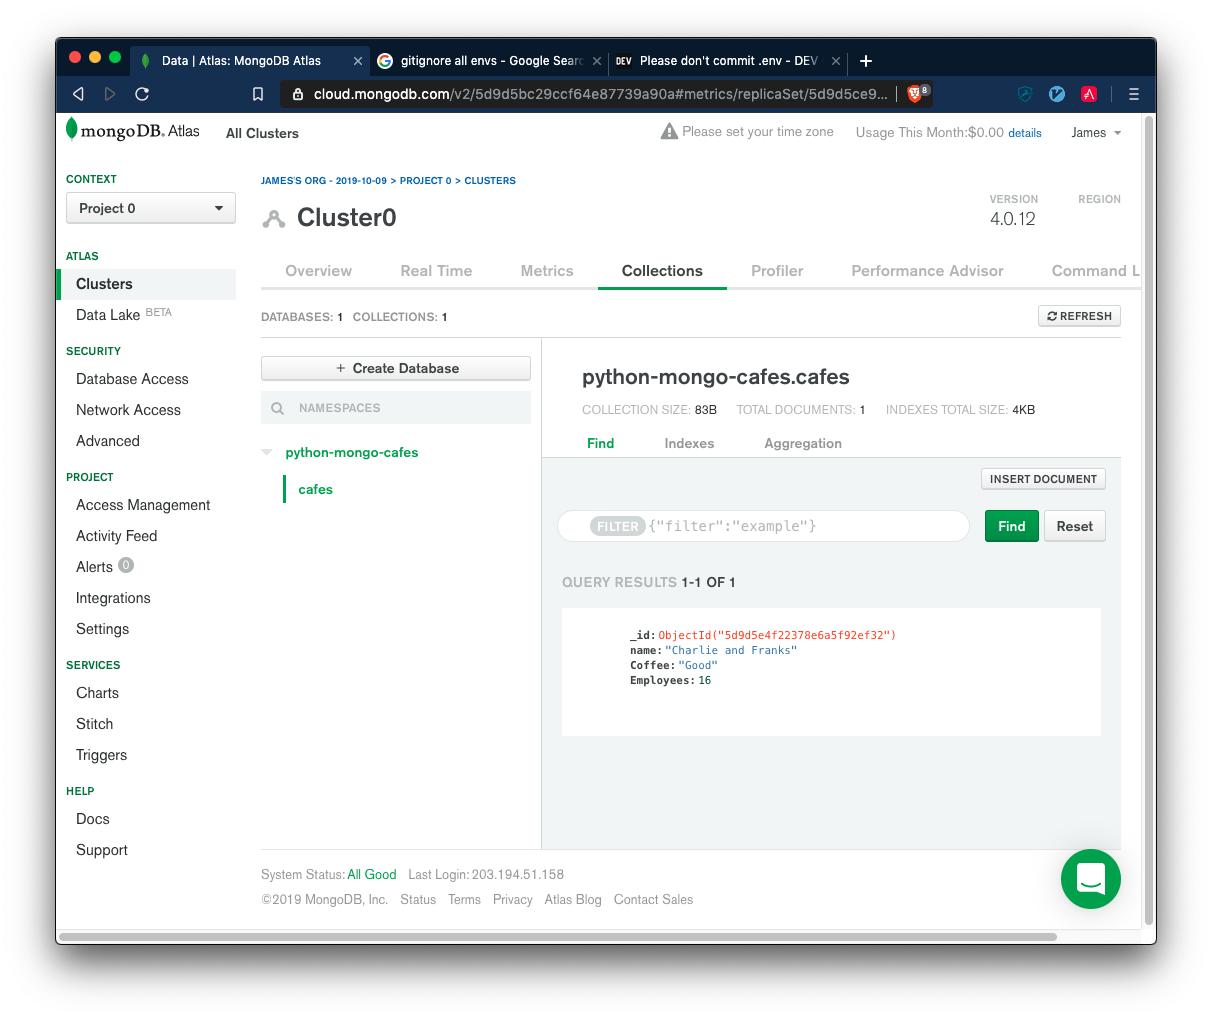 Data | Atlas: MongoDB Atlas
gitignore all envs - Google Searc
DEV Please don't commit .env - DEV
cloud.mongodb.com/v2/5d9d5bc29ccf64e87739a90a#metrics/replicaSet/5d9d5ce9...
8
mongoDB. Atlas
All Clusters
Please set your time zone
Usage This Month:$0.00 details
James
CONTEXT
Project 0
ATLAS
Clusters
Data Lake BETA
SECURITY
Database Access
Network Access
Advanced
PROJECT
Access Management
Activity Feed
Alerts 0
Integrations
Settings
SERVICES
Charts
Stitch
Triggers
HELP
Docs
Support
JAMES'S ORG - 2019-10-09 > PROJECT 0 > CLUSTERS
Cluster0
VERSION
4.0.12
REGION
Overview Real Time Metrics Collections Profiler Performance Advisor Command L
DATABASES: 1 COLLECTIONS: 1
REFRESH
+ Create Database
NAMESPACES
python-mongo-cafes
cafes
python-mongo-cafes.cafes
COLLECTION SIZE: 83B TOTAL DOCUMENTS: 1 INDEXES TOTAL SIZE: 4KB
Find Indexes Aggregation
INSERT DOCUMENT
FILTER {"filter":"example"}
Find
Reset
QUERY RESULTS 1-1 OF 1
_id: ObjectId("5d9d5e4f22378e6a5f92ef32")
name: "Charlie and Franks"
Coffee: "Good"
Employees: 16
System Status: All Good Last Login: 203.194.51.158
©2019 MongoDB, Inc. Status Terms Privacy Atlas Blog Contact Sales